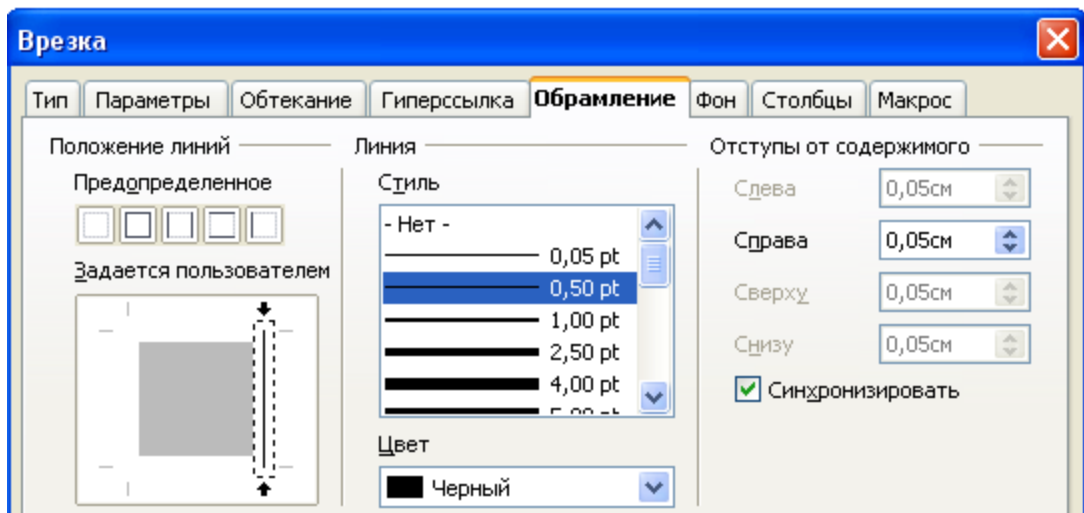 Врезка
Тип Параметры Обтекание Гиперссылка Обрамление Фон Столбцы Макрос
Положение линий
Предопределенное
Задается пользователем
Линия
Стиль
- Нет -
0,05 pt
0,50 pt
1,00 pt
2,50 pt
4,00 pt
Цвет
Черный
Отступы от содержимого
Слева 0,05см
Справа 0,05см
Сверху 0,05см
Снизу 0,05см
Синхронизировать